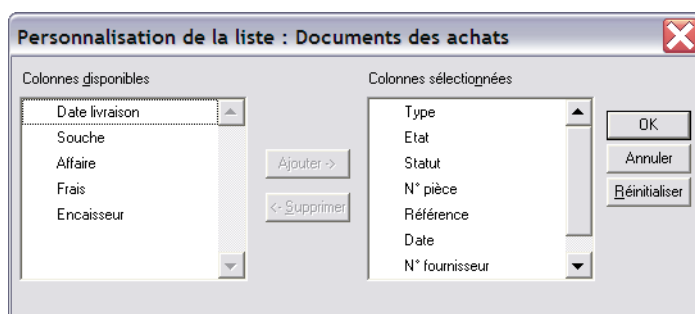 Personnalisation de la liste : Documents des achats
Colonnes disponibles
Date livraison
Souche
Affaire
Frais
Encaisseur
Ajouter ->
<- Supprimer
Colonnes sélectionnées
Type
Etat
Statut
N° pièce
Référence
Date
N° fournisseur
OK
Annuler
Réinitialiser